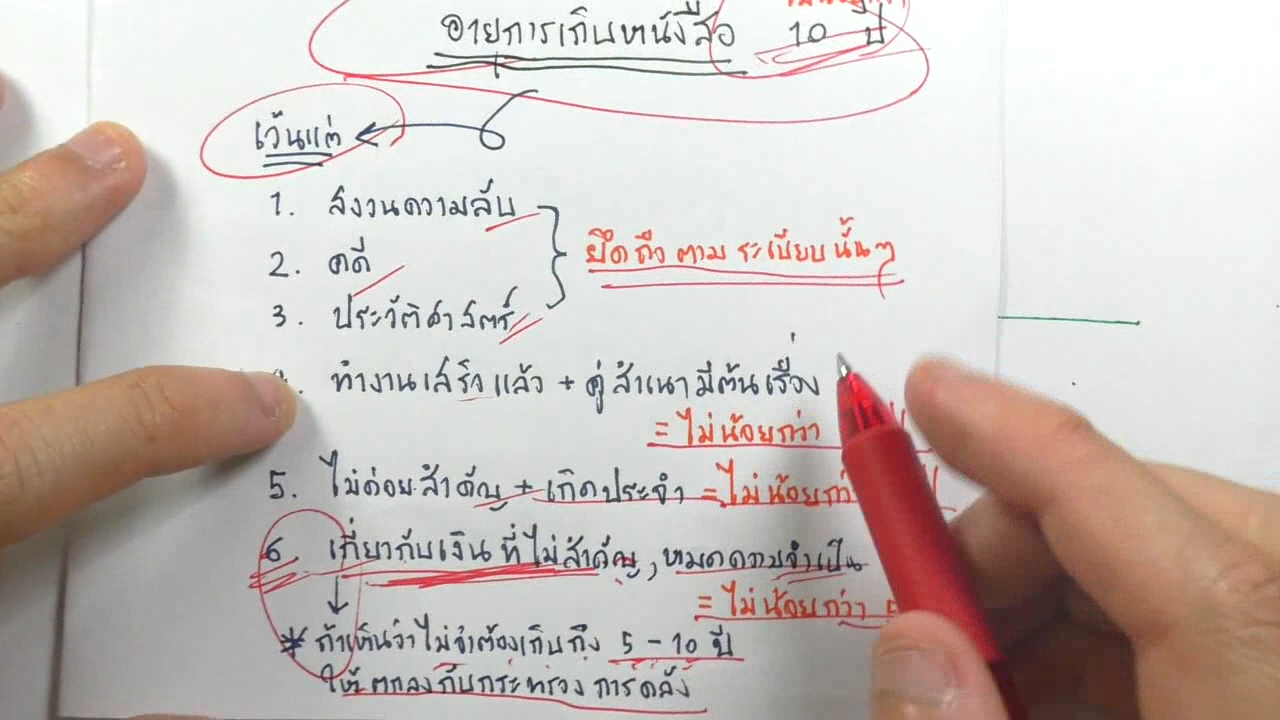 อายุการเก็บหนังสือ 10 ปี
เว้นแต่
1. สงวนความลับ
2. คดี
3. ประวัติศาสตร์
ยึดถือตามระเบียบนั้นๆ
ทำงานเสร็จแล้ว + คู่สำเนามีต้นเรื่อง
= ไม่น้อยกว่า
5. ไม่ค่อยสำคัญ + เกิดประจำ = ไม่น้อยกว่า
6 เกี่ยวกับเงินที่ไม่สำคัญ, หมดความจำเป็น
= ไม่น้อยกว่า
* ถ้าเห็นว่าไม่จำต้องเก็บถึง 5 - 10 ปี
ให้ตกลงกับกระทรวงการคลัง